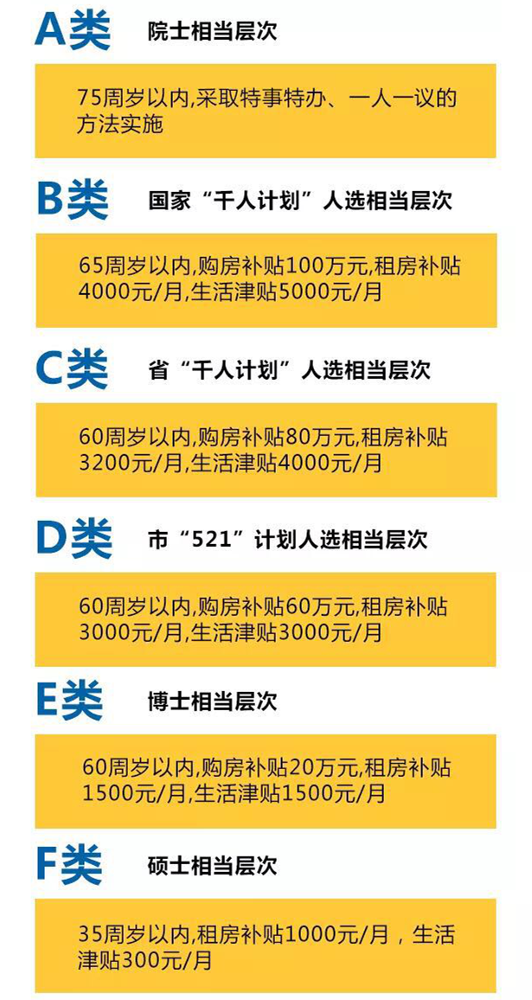 A类 院士相当层次
75周岁以内,采取特事特办、一人一议的
方法实施
B类 国家“千人计划”人选相当层次
65周岁以内,购房补贴100万元,租房补贴
4000元/月,生活津贴5000元/月
C类 省“千人计划”人选相当层次
60周岁以内,购房补贴80万元,租房补贴
3200元/月,生活津贴4000元/月
D类 市“521”计划人选相当层次
60周岁以内,购房补贴60万元,租房补贴
3000元/月,生活津贴3000元/月
E类 博士相当层次
60周岁以内,购房补贴20万元,租房补贴
1500元/月,生活津贴1500元/月
F类 硕士相当层次
35周岁以内,租房补贴1000元/月，生活
津贴300元/月